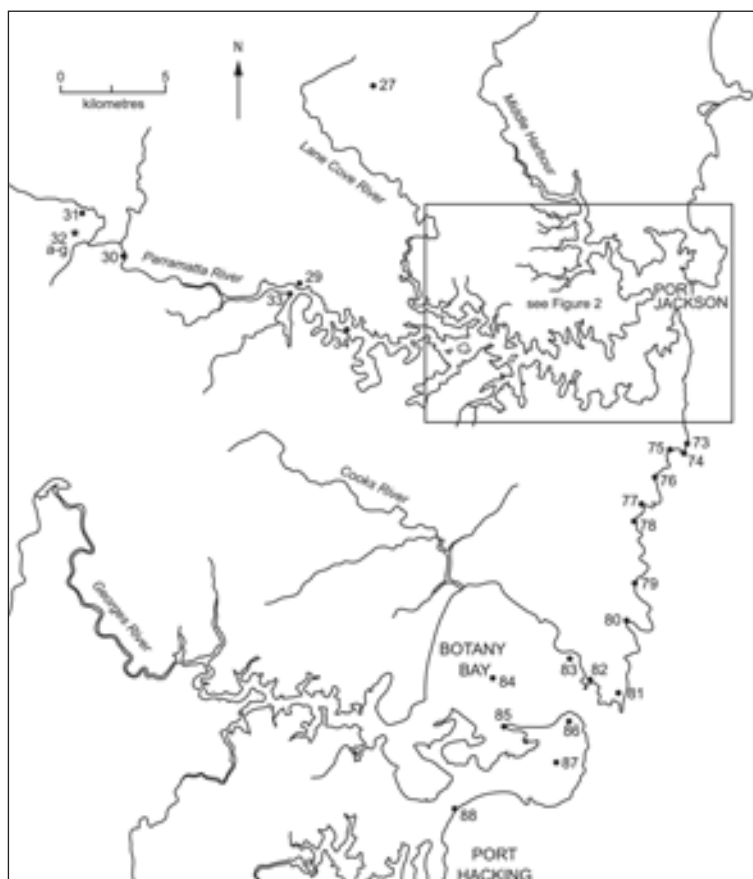 N
0 5
kilometres
27
Middle Harbour
Lane Cove River
31
32
a-g
30
Parramatta River
29
33
34
see Figure 2
PORT
JACKSON
73
75
74
76
77
78
Cooks River
79
Georges River
80
BOTANY
BAY
83
82
84
81
85
86
87
88
PORT
HACKING